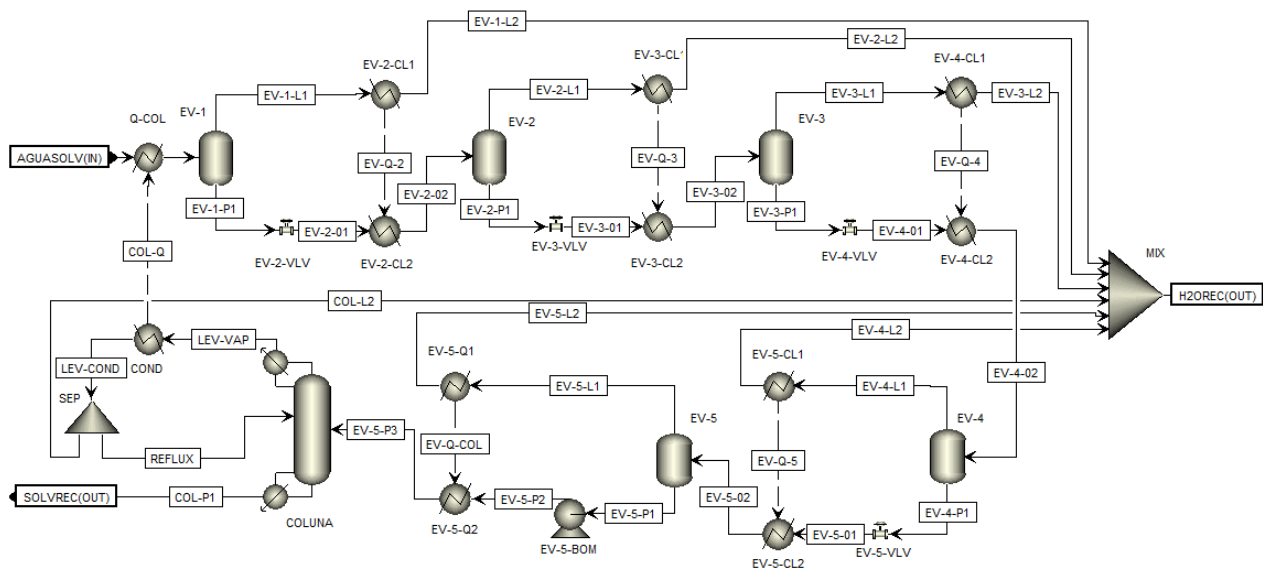 EV-1-L2
EV-2-CL1
EV-3-CL1
EV-2-L2
EV-4-CL1
EV-1-L1
EV-2-L1
EV-3-L1
EV-3-L2
EV-1
EV-2
EV-3
Q-COL
AGUASOLV(IN)
EV-Q-2
EV-Q-3
EV-Q-4
EV-2-02
EV-3-02
EV-1-P1
EV-2-P1
EV-3-P1
EV-2-01
EV-3-01
EV-4-01
COL-Q
EV-2-VLV
EV-2-CL2
EV-3-VLV
EV-3-CL2
EV-4-VLV
EV-4-CL2
MIX
H2OREC(OUT)
COL-L2
EV-5-L2
EV-4-L2
LEV-VAP
EV-5-Q1
EV-5-CL1
LEV-COND
COND
EV-5-L1
EV-4-L1
EV-4-02
SEP
EV-5
EV-4
EV-5-P3
EV-Q-COL
EV-Q-5
REFLUX
SOLVREC(OUT)
COL-P1
EV-5-P2
EV-5-P1
EV-5-02
EV-4-P1
COLUNA
EV-5-Q2
EV-5-BOM
EV-5-01
EV-5-VLV
EV-5-CL2